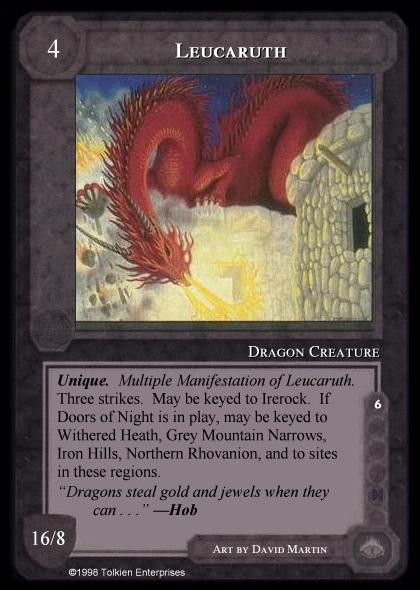 4
LEUCARUTH
DRAGON CREATURE
Unique. Multiple Manifestation of Leucaruth.
Three strikes. May be keyed to Irerock. If
Doors of Night is in play, may be keyed to
Withered Heath, Grey Mountain Narrows,
Iron Hills, Northern Rhovanion, and to sites
in these regions.
“Dragons steal gold and jewels when they
can . . .” —Hob
6
N
16/8
ART BY DAVID MARTIN
©1998 Tolkien Enterprises